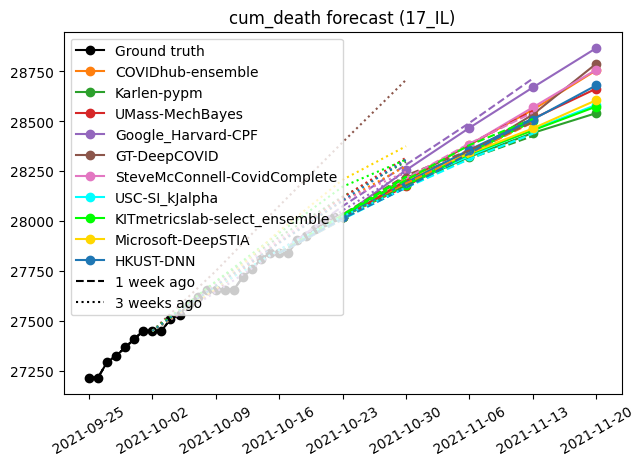 cum_death forecast (17_IL)
28750
28500
28250
28000
27750
27500
27250
Ground truth
COVIDhub-ensemble
Karlen-pypm
UMass-MechBayes
Google_Harvard-CPF
GT-DeepCOVID
SteveMcConnell-CovidComplete
USC-SI_kJalpha
KITmetricslab-select_ensemble
Microsoft-DeepSTIA
HKUST-DNN
1 week ago
3 weeks ago
2021-09-25
2021-10-02
2021-10-09
2021-10-16
2021-10-23
2021-10-30
2021-11-06
2021-11-13
2021-11-20